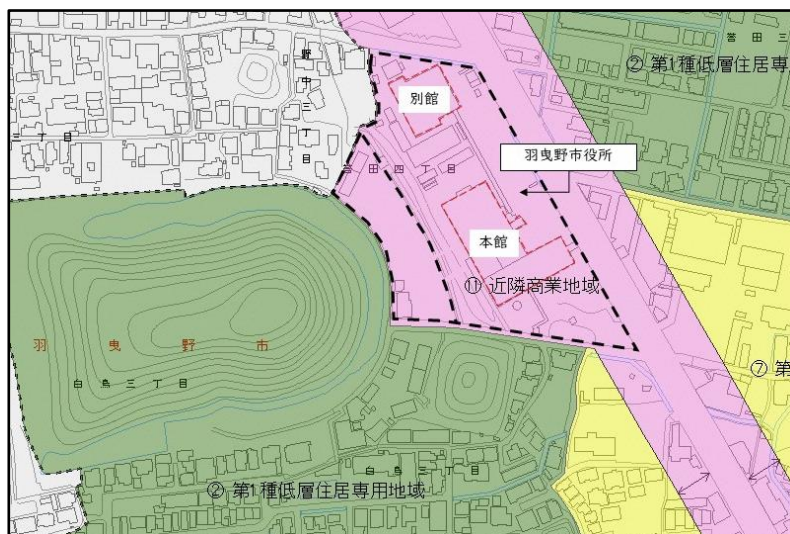 野中三丁目
三丁目
別館
誉田三
② 第1種低層住居専
羽曳野市役所
誉田四丁目
本館
⑪ 近隣商業地域
羽曳野市
白鳥三丁目
⑦ 第
白鳥三丁目
② 第1種低層住居専用地域